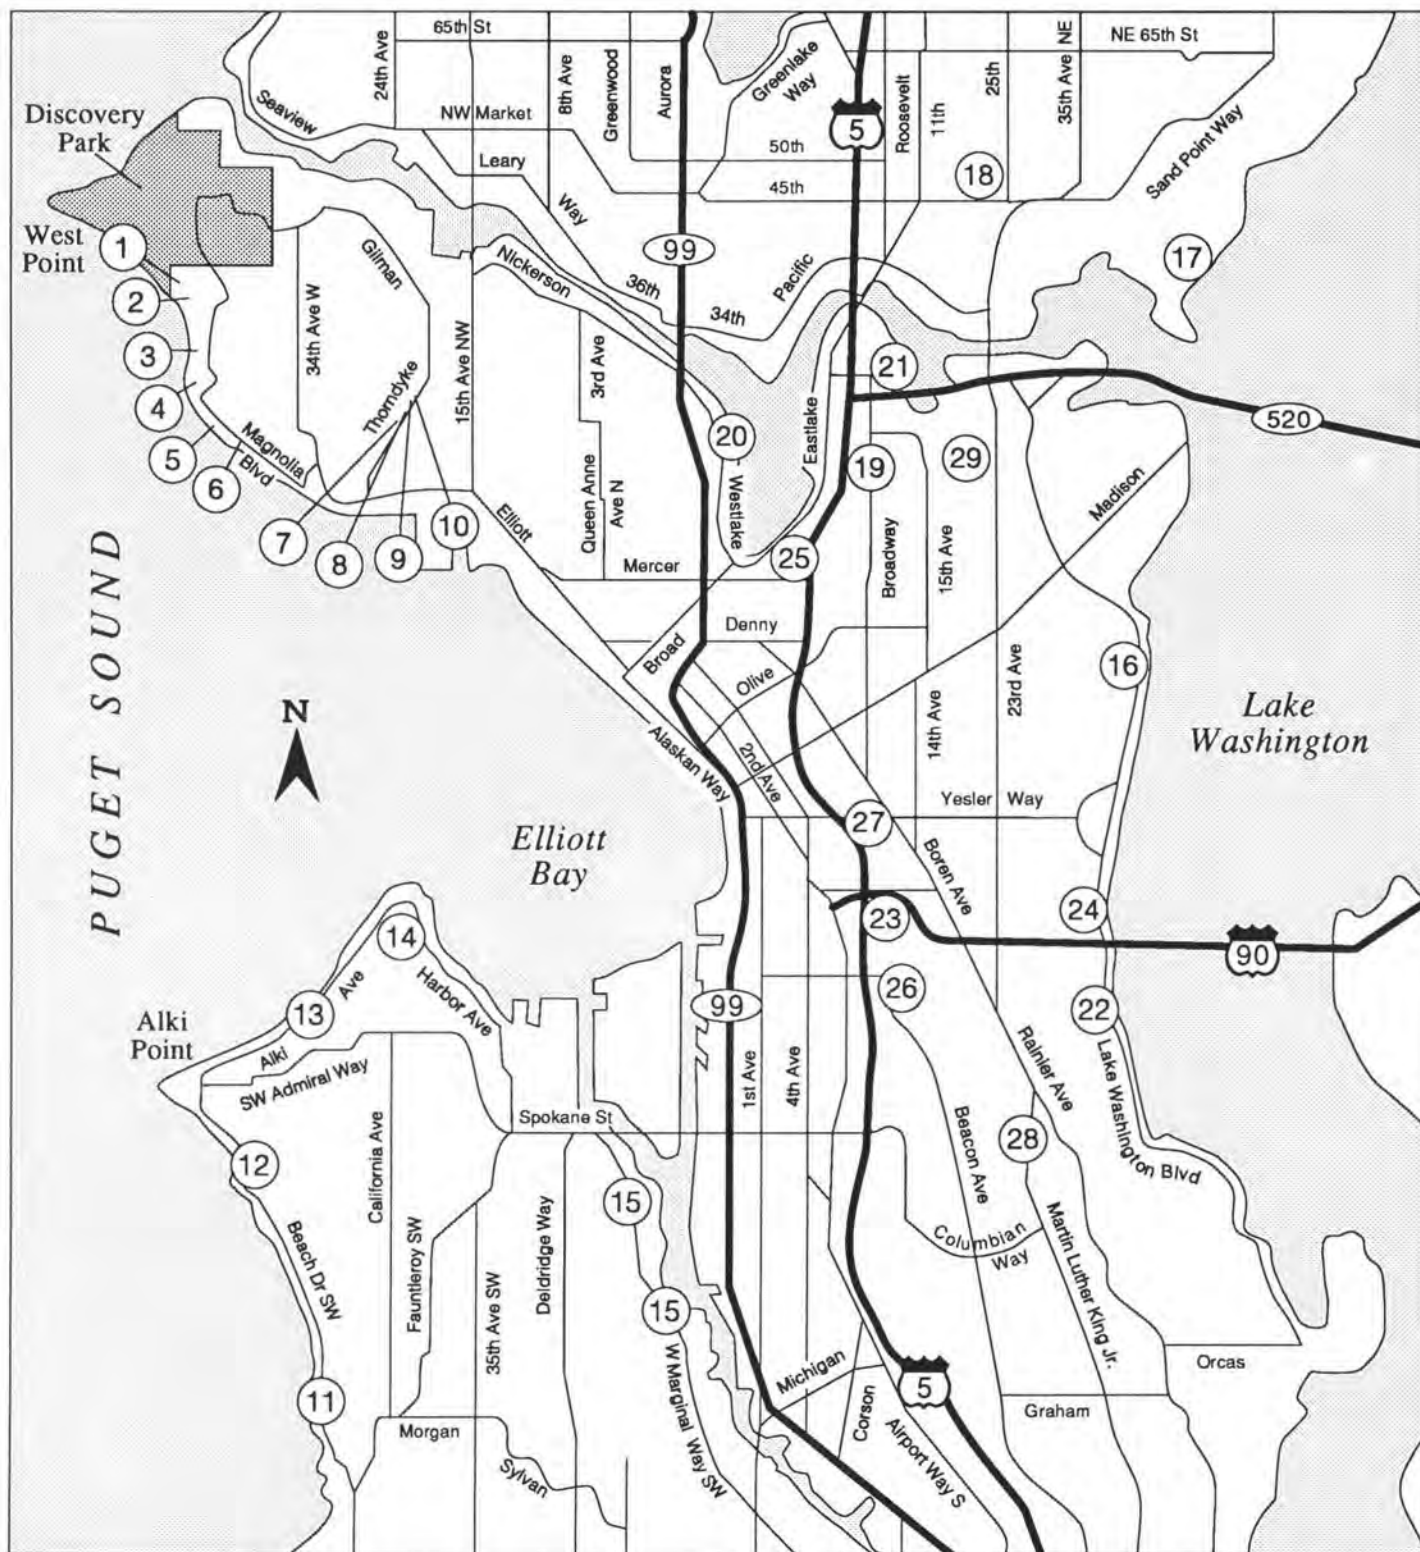 65th St
NE 65th St
24th Ave
8th Ave
Greenwood
Aurora
Greenlake
Way
Roosevelt
11th
25th
35th Ave NE
Seaview
NW Market
5
50th
45th
Leary
Way
18
Sand Point Way
Discovery
Park
West
Point
1
2
3
4
5
6
7
8
9
10
17
99
34th Ave W
Gilman
15th Ave NW
Nickerson
36th
34th
Pacific
3rd Ave
Thorndyke
Magnolia
Blvd
21
20
Eastlake
520
19
29
Madison
Queen Anne
Ave N
Westlake
Elliott
25
Broadway
15th Ave
Mercer
Denny
Broad
Olive
PUGET SOUND
N
16
14th Ave
23rd Ave
Lake
Washington
Alaskan Way
2nd Ave
Yesler Way
27
Elliott
Bay
Boren Ave
24
23
90
14
13
Ave
Alki
Harbor Ave
99
26
22
Alki
Point
SW Admiral Way
1st Ave
4th Ave
Rainier Ave
Lake Washington Blvd
Spokane St
California Ave
Beacon Ave
28
12
15
Beach Dr SW
Fauntleroy SW
35th Ave SW
Deldridge Way
Columbian
Way
Martin Luther King Jr.
15
W Marginal Way SW
Michigan
Corson
5
Orcas
Graham
11
Morgan
Sylvan
Airport Way S